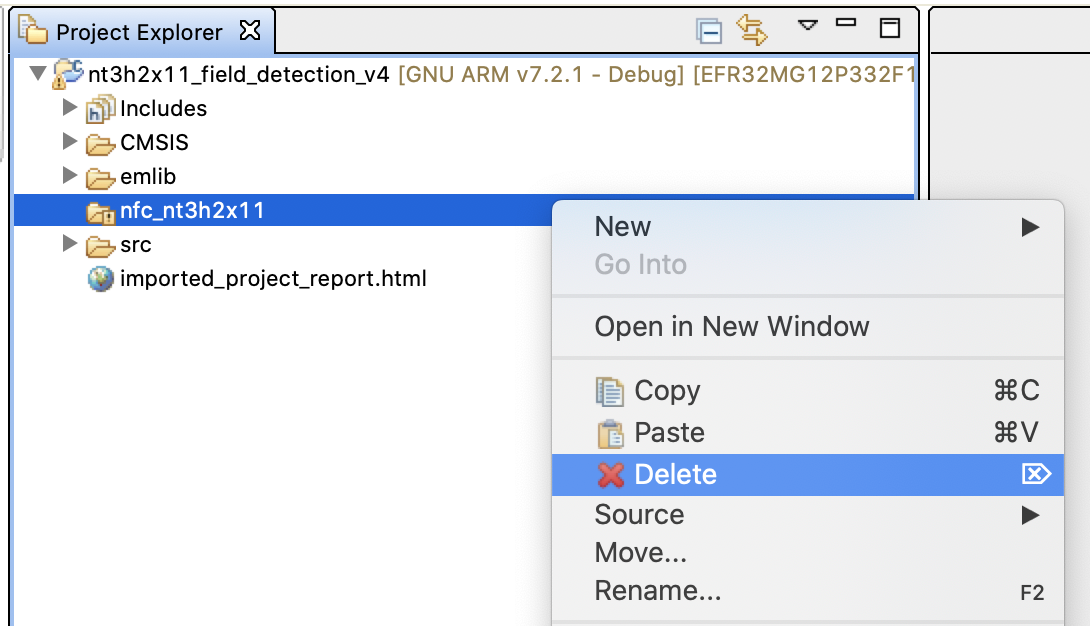 Project Explorer
nt3h2x11_field_detection_v4 [GNU ARM v7.2.1 - Debug] [EFR32MG12P332F1
Includes
CMSIS
emlib
nfc_nt3h2x11
src
imported_project_report.html
New
Go Into
Open in New Window
Copy ⌘C
Paste ⌘V
Delete ⌦
Source
Move...
Rename... F2